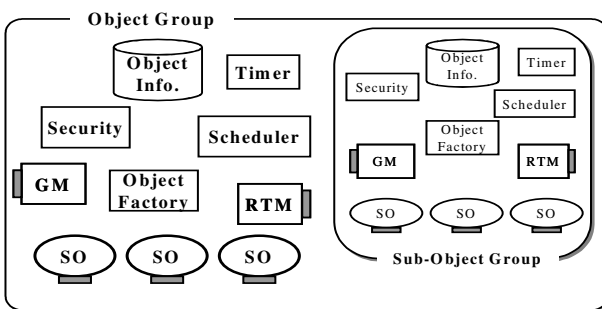 Object Group
Object
Info.
Timer
Security
Scheduler
GM
Object
Factory
RTM
SO
SO
SO
Object
Info.
Timer
Security
Scheduler
Object
Factory
GM
RTM
SO
SO
SO
Sub-Object Group